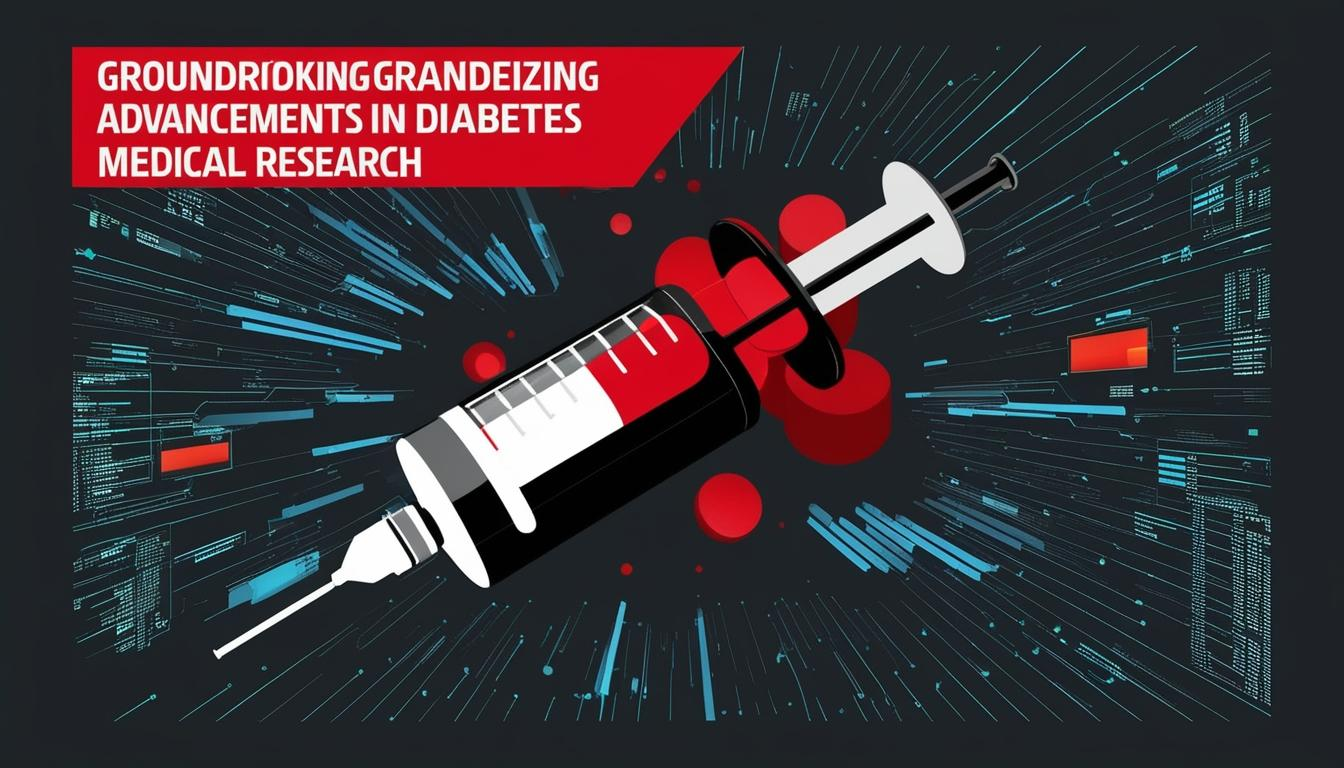 GROUNDRIOKINGGRANDEIZING
ADVANCEMENTS IN DIABETES
MEDICAL RESEARCH